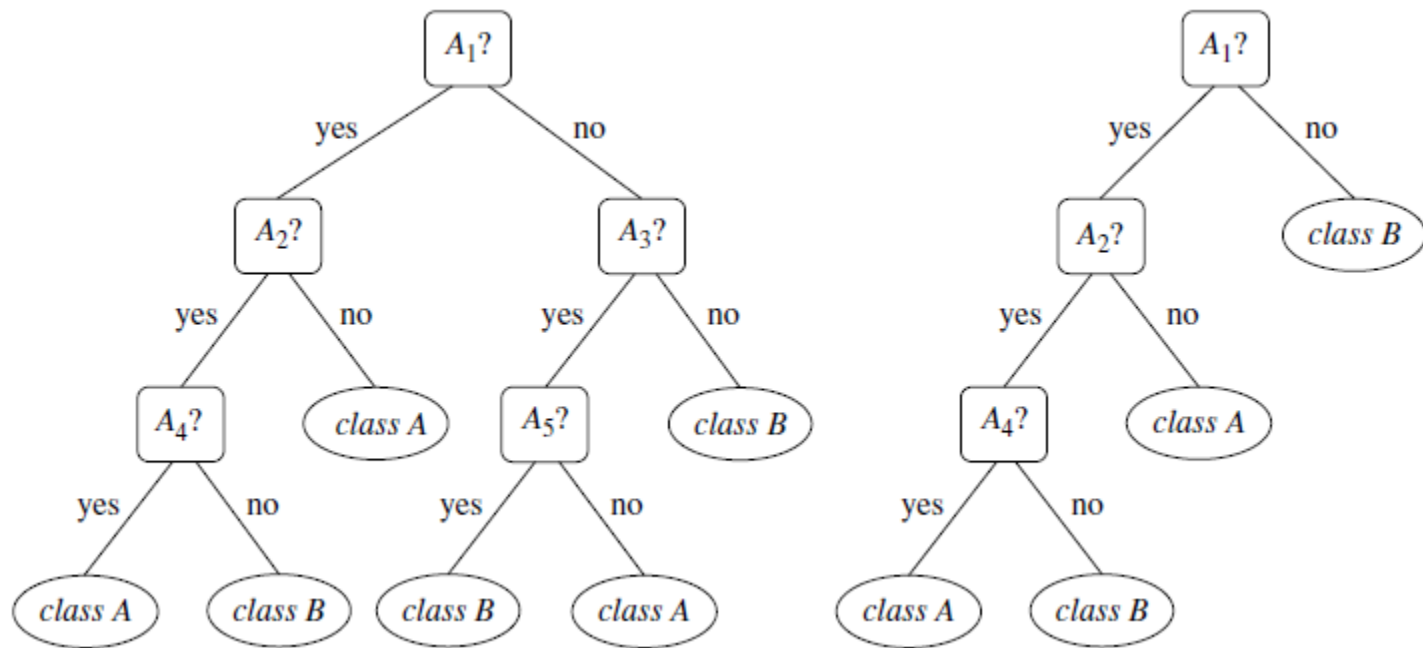 A₁? A₁?
yes no yes no
A₂? A₃? A₂? class B
yes no yes no yes no
A₄? class A A₅? class B A₄? class A
yes no yes no yes no
class A class B class B class A class A class B